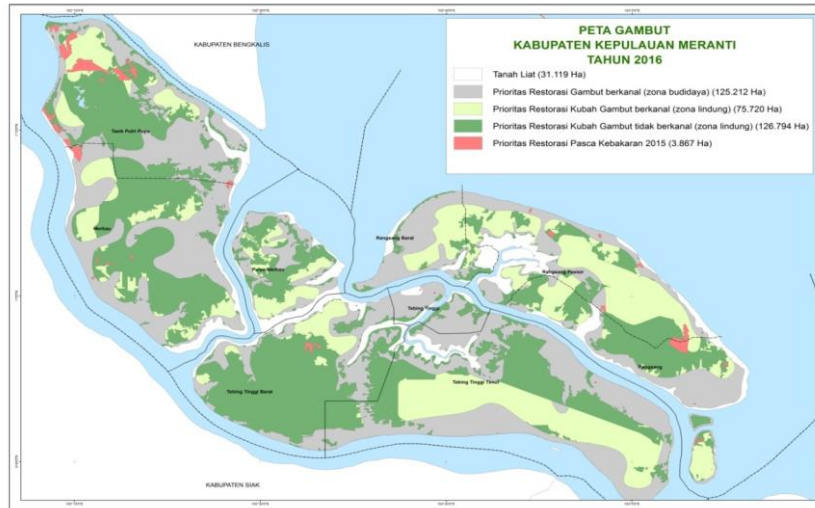 PETA GAMBUT
KABUPATEN KEPULAUAN MERANTI
TAHUN 2016
Tanah Liat (31.119 Ha)
Prioritas Restorasi Gambut berkanal (zona budidaya) (125.212 Ha)
Prioritas Restorasi Kubah Gambut berkanal (zona lindung) (75.720 Ha)
Prioritas Restorasi Kubah Gambut tidak berkanal (zona lindung) (126.794 Ha)
Prioritas Restorasi Pasca Kebakaran 2015 (3.867 Ha)
KABUPATEN BENGKALIS
Tasik Putri Puyu
Merbau
Pulau Merbau
Rangsang Barat
Rangsang Pesisir
Tebing Tinggi
Rangsang
Tebing Tinggi Barat
Tebing Tinggi Timur
KABUPATEN SIAK